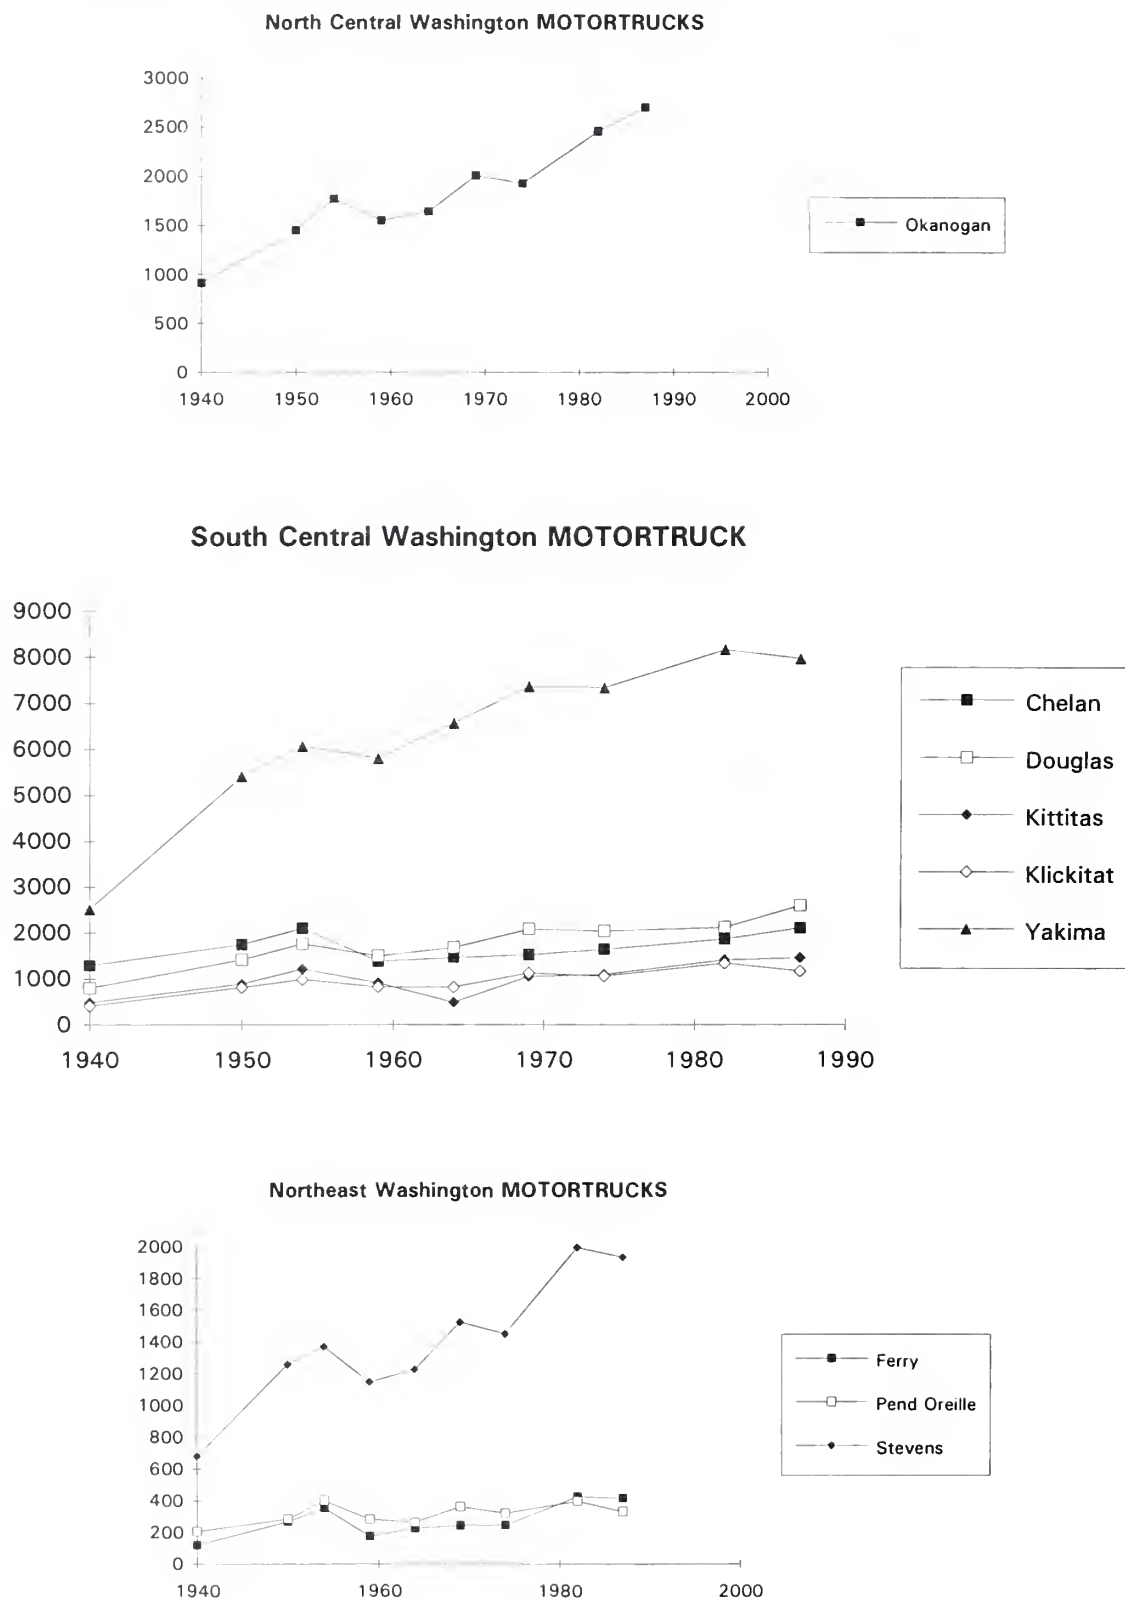 North Central Washington MOTORTRUCKS
3000
2500
2000
1500
1000
500
0
1940 1950 1960 1970 1980 1990 2000
Okanogan
South Central Washington MOTORTRUCK
9000
8000
7000
6000
5000
4000
3000
2000
1000
0
1940 1950 1960 1970 1980 1990
Chelan
Douglas
Kittitas
Klickitat
Yakima
Northeast Washington MOTORTRUCKS
2000
1800
1600
1400
1200
1000
800
600
400
200
0
1940 1960 1980 2000
Ferry
Pend Oreille
Stevens